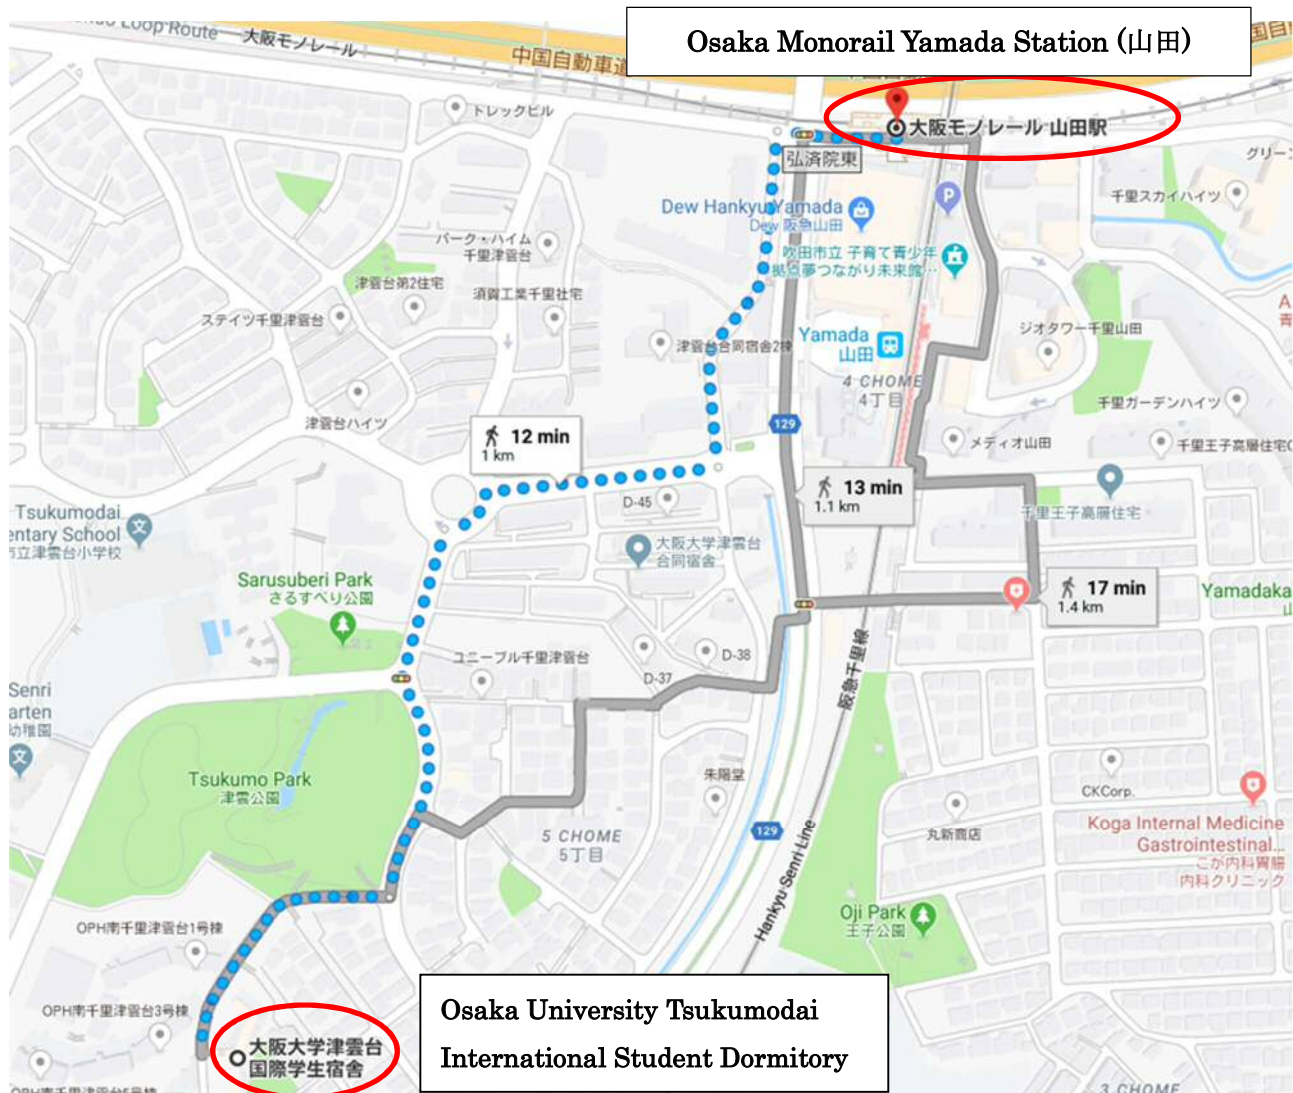 Osaka Monorail Yamada Station (山田)
Loop Route
大阪モノレール
中国自動車道
トレックビル
大阪モノレール 山田駅
弘済院東
グリーン
千里スカイハイツ
P
Dew Hankyu Yamada
Dew 阪急山田
パーク・ハイム
千里津雲台
吹田市立 子育て青少年
拠点夢つながり未来館…
津雲台第2住宅
須賀工業千里社宅
ステイツ千里津雲台
ジオタワー千里山田
津雲台合同宿舎2棟
Yamada
山田
4 CHOME
4丁目
千里ガーデンハイツ
津雲台ハイツ
129
12 min
1 km
メディオ山田
千里王子高層住宅C
13 min
1.1 km
D-45
千里王子高層住宅
Tsukumodai
entary School
市立津雲台小学校
大阪大学津雲台
合同宿舎
Sarusuberi Park
さるすべり公園
17 min
1.4 km
Yamadaka
山
ユニーブル千里津雲台
D-38
D-37
阪急千里線
Senri
arten
幼稚園
Tsukumo Park
津雲公園
朱陽堂
CKCorp.
129
丸新商店
5 CHOME
5丁目
Koga Internal Medicine
Gastrointestinal...
こが内科胃腸
内科クリニック
Hankyu Senri Line
Oji Park
王子公園
OPH南千里津雲台1号棟
OPH南千里津雲台3号棟
Osaka University Tsukumodai
International Student Dormitory
大阪大学津雲台
国際学生宿舎
3 CHOME